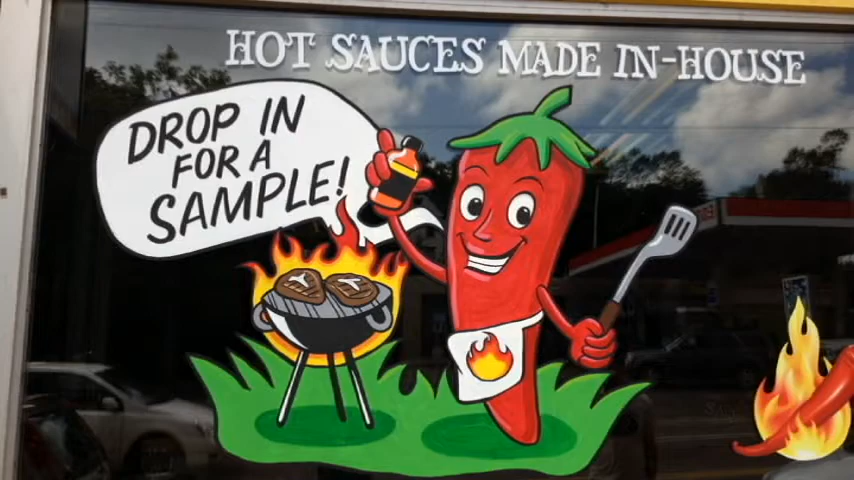 HOT SAUCES MADE IN-HOUSE
DROP IN
FOR A
SAMPLE!